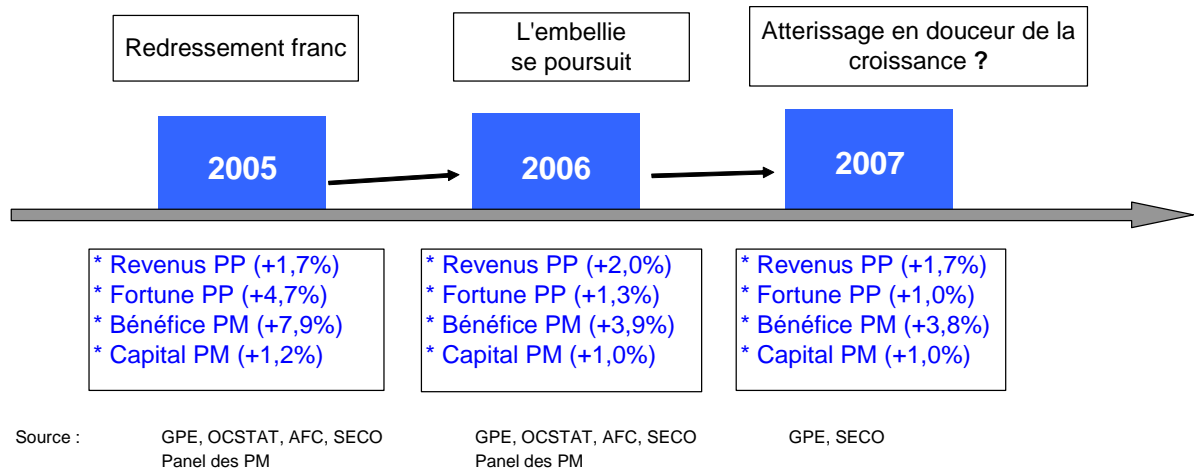 Redressement franc
L'embellie
se poursuit
Atterissage en douceur de la
croissance ?
2005
2006
2007
* Revenus PP (+1,7%)
* Fortune PP (+4,7%)
* Bénéfice PM (+7,9%)
* Capital PM (+1,2%)
* Revenus PP (+2,0%)
* Fortune PP (+1,3%)
* Bénéfice PM (+3,9%)
* Capital PM (+1,0%)
* Revenus PP (+1,7%)
* Fortune PP (+1,0%)
* Bénéfice PM (+3,8%)
* Capital PM (+1,0%)
Source :
GPE, OCSTAT, AFC, SECO
Panel des PM
GPE, OCSTAT, AFC, SECO
Panel des PM
GPE, SECO